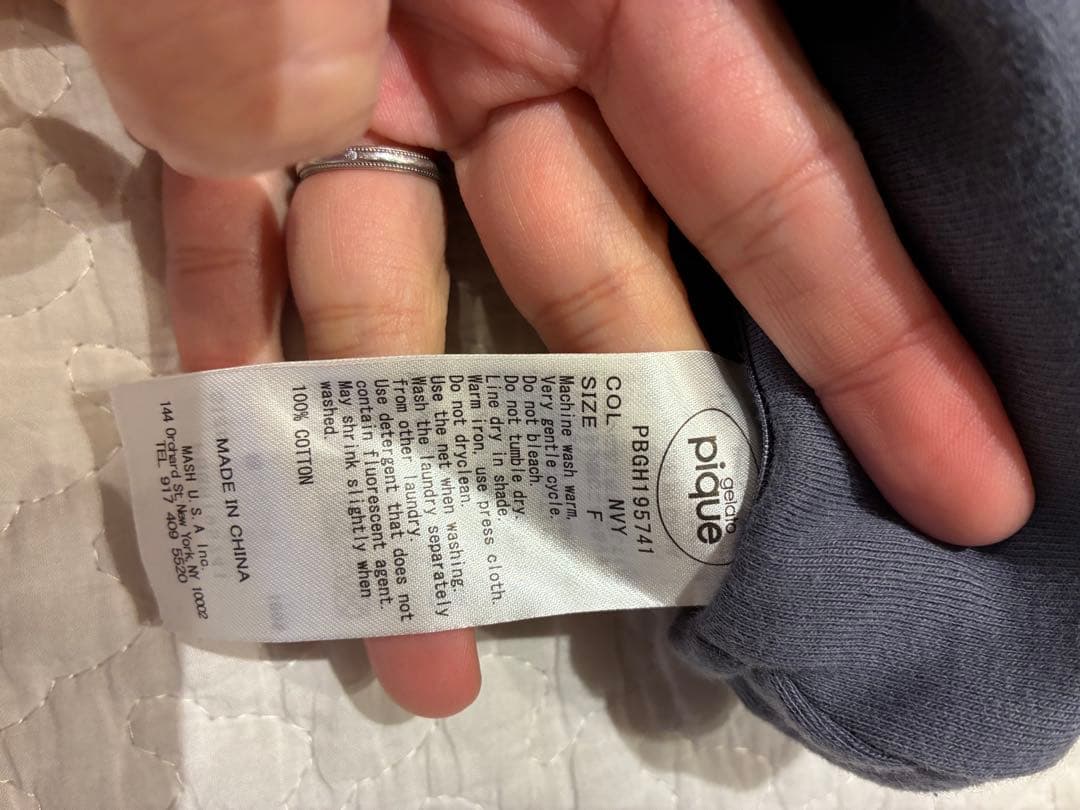 gelato
pique
PBGH195741
COL NVY
SIZE F
Machine wash warm,
Very gentle cycle.
Do not bleach.
Do not tumble dry
Line dry in shade
Warm iron, use press cloth.
Do not dryclean.
Use the net when washing.
Wash the laundry separately
from other laundry.
Use detergent that does not
contain fluorescent agent.
May shrink slightly when
washed.
100% COTTON
MADE IN CHINA
MASH U.S.A Inc.,
144 Orchard St, New York, NY 10002
TEL 917 409 5520